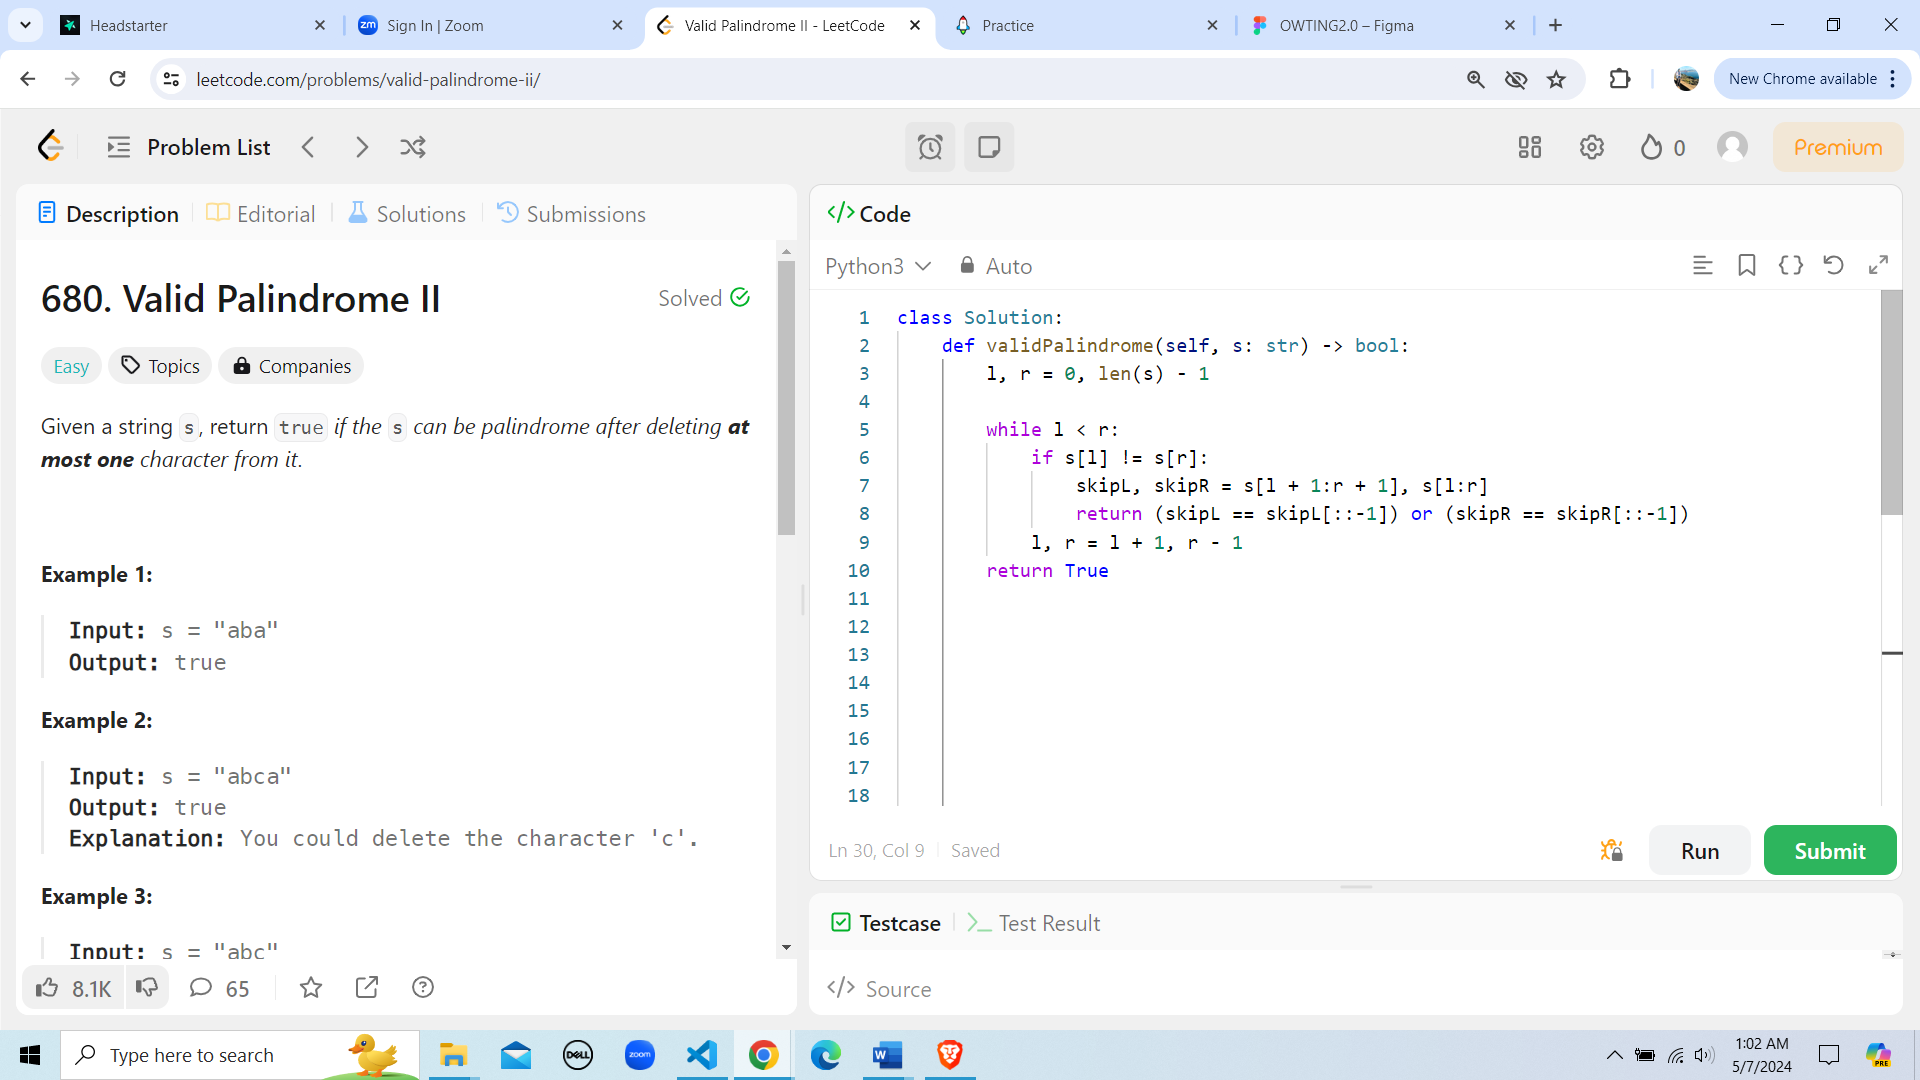 Headstarter
zm Sign In | Zoom
Valid Palindrome II - LeetCode
Practice
OWTING2.0 – Figma
leetcode.com/problems/valid-palindrome-ii/
New Chrome available
Problem List
0
Premium
Description
Editorial
Solutions
Submissions
680. Valid Palindrome II
Solved
Easy
Topics
Companies
Given a string s, return true if the s can be palindrome after deleting at
most one character from it.
Example 1:
Input: s = "aba"
Output: true
Example 2:
Input: s = "abca"
Output: true
Explanation: You could delete the character 'c'.
Example 3:
Input: s = "abc"
8.1K
65
</> Code
Python3
Auto
1 class Solution:
2 def validPalindrome(self, s: str) -> bool:
3 l, r = 0, len(s) - 1
4
5 while l < r:
6 if s[l] != s[r]:
7 skipL, skipR = s[l + 1:r + 1], s[l:r]
8 return (skipL == skipL[::-1]) or (skipR == skipR[::-1])
9 l, r = l + 1, r - 1
10 return True
11
12
13
14
15
16
17
18
Ln 30, Col 9
Saved
Run
Submit
Testcase
>_ Test Result
</> Source
Type here to search
DELL
zoom
W
PRE
1:02 AM
5/7/2024